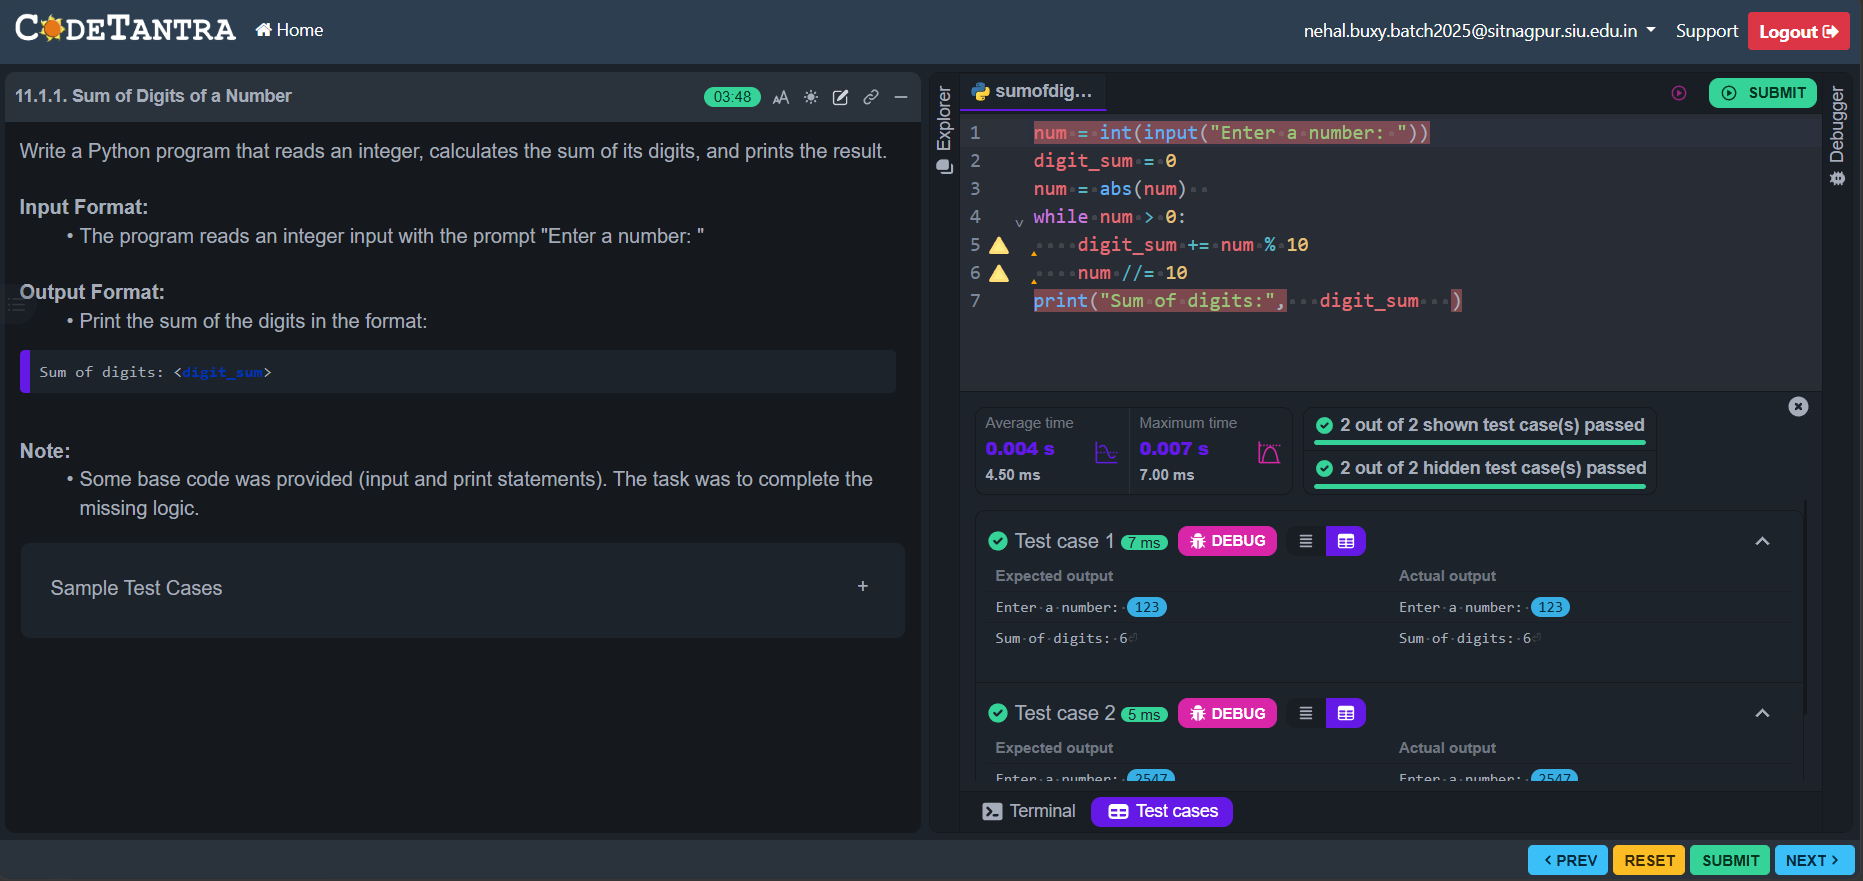 CODETANTRA Home nehal.buxy.batch2025@sitnagpur.siu.edu.in Support Logout
11.1.1. Sum of Digits of a Number 03:48
Write a Python program that reads an integer, calculates the sum of its digits, and prints the result.
Input Format:
• The program reads an integer input with the prompt "Enter a number: "
Output Format:
• Print the sum of the digits in the format:
Sum of digits: <digit_sum>
Note:
• Some base code was provided (input and print statements). The task was to complete the
missing logic.
Sample Test Cases +
Explorer
sumofdig...
SUBMIT
Debugger
1 num = int(input("Enter a number: "))
2 digit_sum = 0
3 num = abs(num)
4 while num > 0:
5 digit_sum += num % 10
6 num //= 10
7 print("Sum of digits:", digit_sum )
Average time
0.004 s
4.50 ms
Maximum time
0.007 s
7.00 ms
2 out of 2 shown test case(s) passed
2 out of 2 hidden test case(s) passed
Test case 1 7 ms DEBUG
Expected output Actual output
Enter a number: 123 Enter a number: 123
Sum of digits: 6 Sum of digits: 6
Test case 2 5 ms DEBUG
Expected output Actual output
Enter a number: 2547 Enter a number: 2547
Terminal Test cases
< PREV RESET SUBMIT NEXT >